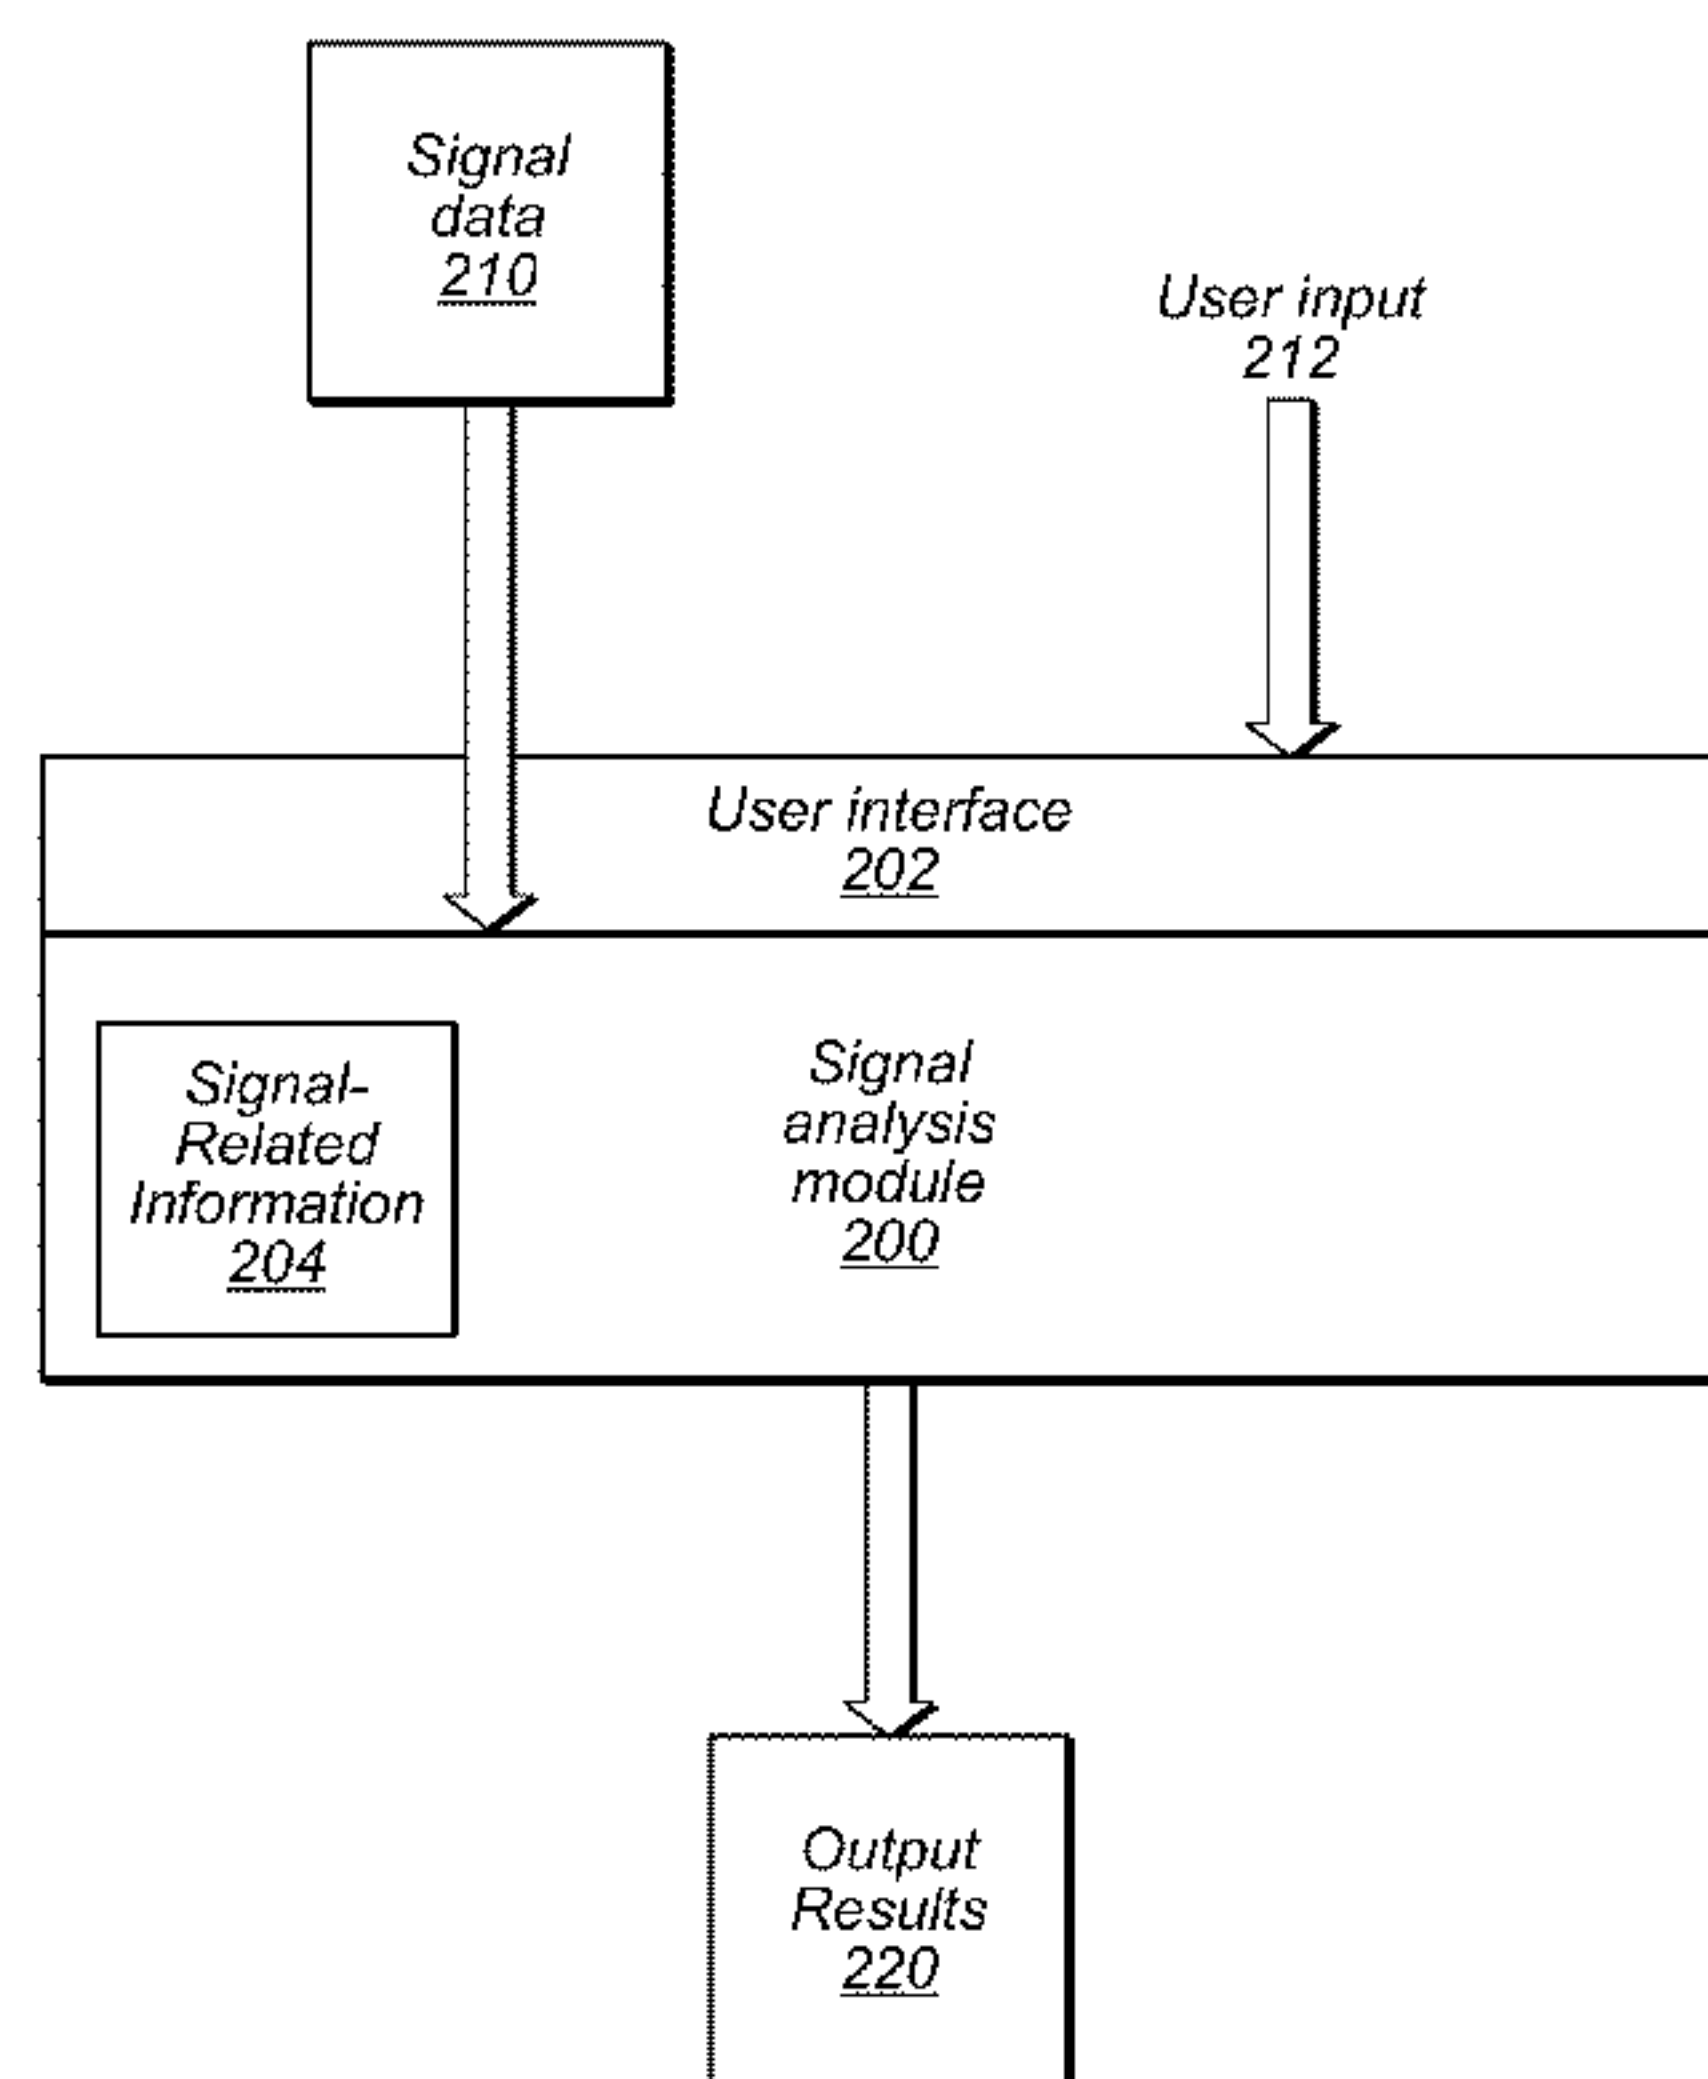 Signal
data
210
User input
212
User interface
202
Signal
analysis
module
200
Signal-
Related
Information
204
Output
Results
220